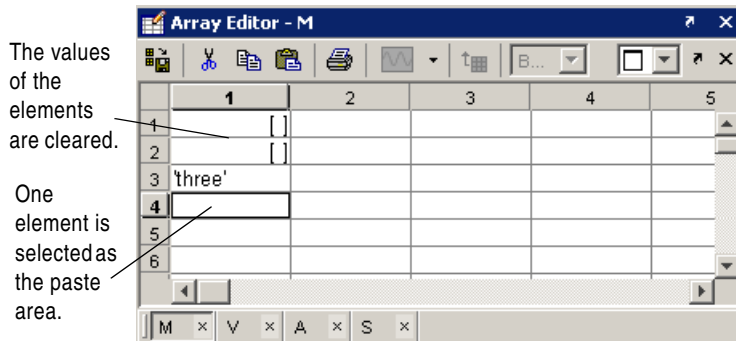 Array Editor - M
The values
of the
elements
are cleared.
B...
1 2 3 4 5
1 [ ]
2 [ ]
3 'three'
4
5
6
One
element is
selected as
the paste
area.
M × V × A × S ×